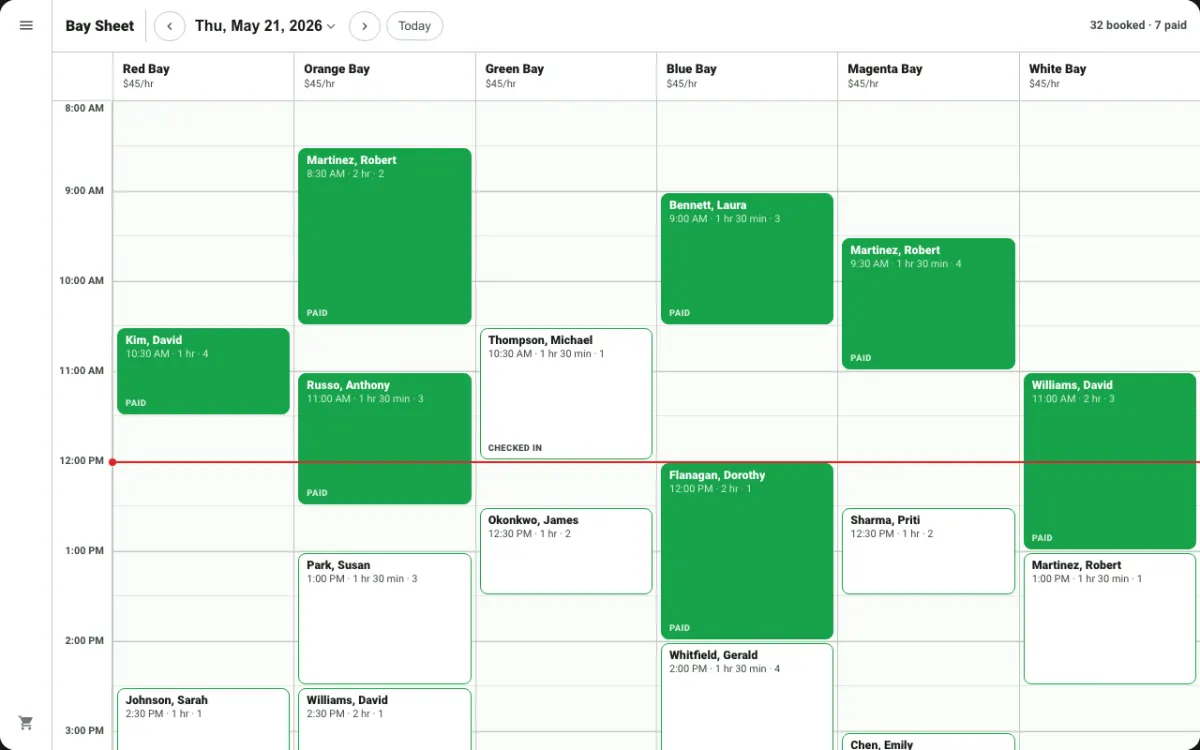 Bay Sheet
Thu, May 21, 2026
Today
32 booked · 7 paid
Red Bay
$45/hr
Orange Bay
$45/hr
Green Bay
$45/hr
Blue Bay
$45/hr
Magenta Bay
$45/hr
White Bay
$45/hr
8:00 AM
9:00 AM
10:00 AM
11:00 AM
12:00 PM
1:00 PM
2:00 PM
3:00 PM
Kim, David
10:30 AM · 1 hr · 4
PAID
Johnson, Sarah
2:30 PM · 1 hr · 1
Martinez, Robert
8:30 AM · 2 hr · 2
PAID
Russo, Anthony
11:00 AM · 1 hr 30 min · 3
PAID
Park, Susan
1:00 PM · 1 hr 30 min · 3
Williams, David
2:30 PM · 2 hr · 1
Thompson, Michael
10:30 AM · 1 hr 30 min · 1
CHECKED IN
Okonkwo, James
12:30 PM · 1 hr · 2
Bennett, Laura
9:00 AM · 1 hr 30 min · 3
PAID
Flanagan, Dorothy
12:00 PM · 2 hr · 1
PAID
Whitfield, Gerald
2:00 PM · 1 hr 30 min · 4
Martinez, Robert
9:30 AM · 1 hr 30 min · 4
PAID
Sharma, Priti
12:30 PM · 1 hr · 2
Chen, Emily
Williams, David
11:00 AM · 2 hr · 3
PAID
Martinez, Robert
1:00 PM · 1 hr 30 min · 1